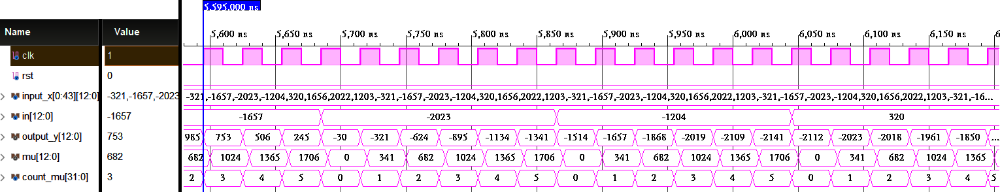 5,595.000 ns
Name Value 5,600 ns 5,650 ns 5,700 ns 5,750 ns 5,800 ns 5,850 ns 5,900 ns 5,950 ns 6,000 ns 6,050 ns 6,100 ns 6,150 ns 6
clk 1
rst 0
input_x[0:43][12:0] -321,-1657,-2023 -321,-1657,-2023,-1204,320,1656,2022,1203,-321,-1657,-2023,-1204,320,1656,2022,1203,-321,-1657,-2023,-1204,320,1656,2022,1203,-321,-16...
in[12:0] -1657 -1657 -2023 -1204 320
output_y[12:0] 753 985 753 506 245 -30 -321 -624 -895 -1134 -1341 -1514 -1657 -1868 -2019 -2109 -2141 -2112 -2023 -2018 -1961 -1850 ...
mu[12:0] 682 682 1024 1365 1706 0 341 682 1024 1365 1706 0 341 682 1024 1365 1706 0 341 682 1024 1365
count_mu[31:0] 3 2 3 4 5 0 1 2 3 4 5 0 1 2 3 4 5 0 1 2 3 4 5